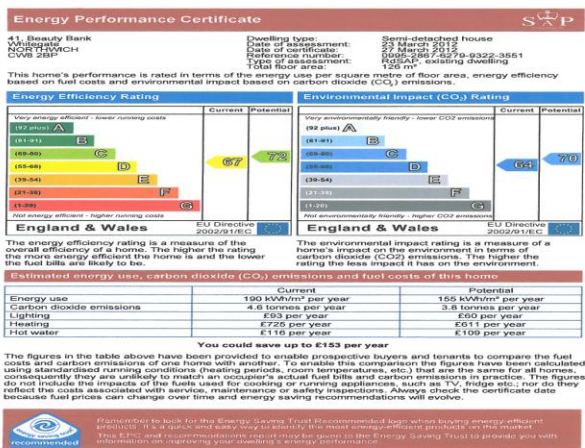 Energy Performance Certificate
SAP
41, Beauty Bank
Whitegate
NORTHWICH
CW8 2BP
Dwelling type: Semi-detached house
Date of assessment: 23 March 2012
Date of certificate: 27 March 2012
Reference number: 0995-2867-6279-9322-3551
Type of assessment: RdSAP, existing dwelling
Total floor area: 126 m²
This home's performance is rated in terms of the energy use per square metre of floor area, energy efficiency
based on fuel costs and environmental impact based on carbon dioxide (CO₂) emissions.
Energy Efficiency Rating
Current Potential
Very energy efficient - lower running costs
(92 plus) A
(81-91) B
(69-80) C
(55-68) D
(39-54) E
(21-38) F
(1-20) G
67
72
Not energy efficient - higher running costs
England & Wales
EU Directive
2002/91/EC
Environmental Impact (CO₂) Rating
Current Potential
Very environmentally friendly - lower CO2 emissions
(92 plus) A
(81-91) B
(69-80) C
(55-68) D
(39-54) E
(21-38) F
(1-20) G
64
70
Not environmentally friendly - higher CO2 emissions
England & Wales
EU Directive
2002/91/EC
The energy efficiency rating is a measure of the
overall efficiency of a home. The higher the rating
the more energy efficient the home is and the lower
the fuel bills are likely to be.
The environmental impact rating is a measure of a
home's impact on the environment in terms of
carbon dioxide (CO2) emissions. The higher the
rating the less impact it has on the environment.
Estimated energy use, carbon dioxide (CO₂) emissions and fuel costs of this home
Current Potential
Energy use 190 kWh/m² per year 155 kWh/m² per year
Carbon dioxide emissions 4.6 tonnes per year 3.8 tonnes per year
Lighting £93 per year £60 per year
Heating £725 per year £611 per year
Hot water £116 per year £109 per year
You could save up to £153 per year
The figures in the table above have been provided to enable prospective buyers and tenants to compare the fuel
costs and carbon emissions of one home with another. To enable this comparison the figures have been calculated
using standardised running conditions (heating periods, room temperatures, etc.) that are the same for all homes,
consequently they are unlikely to match an occupier's actual fuel bills and carbon emissions in practice. The figures
do not include the impacts of the fuels used for cooking or running appliances, such as TV, fridge etc.; nor do they
reflect the costs associated with service, maintenance or safety inspections. Always check the certificate date
because fuel prices can change over time and energy saving recommendations will evolve.
recommended
Remember to look for the Energy Saving Trust Recommended logo when buying energy-efficient
products. It's a quick and easy way to identify the most energy-efficient products on the market.
This EPC and recommendations report may be given to the Energy Saving Trust to provide you with
information on improving your dwelling's energy performance.